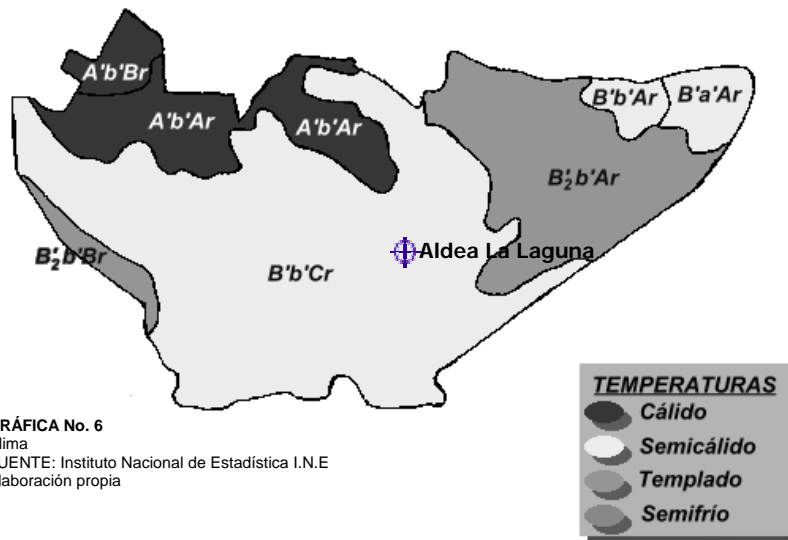 A'b'Br
A'b'Ar
A'b'Ar
B'b'Ar
B'a'Ar
B'2b'Ar
B'2b'Br
B'b'Cr
Aldea La Laguna
RÁFICA No. 6
lima
UENTE: Instituto Nacional de Estadística I.N.E
laboración propia
TEMPERATURAS
Cálido
Semicálido
Templado
Semifrío